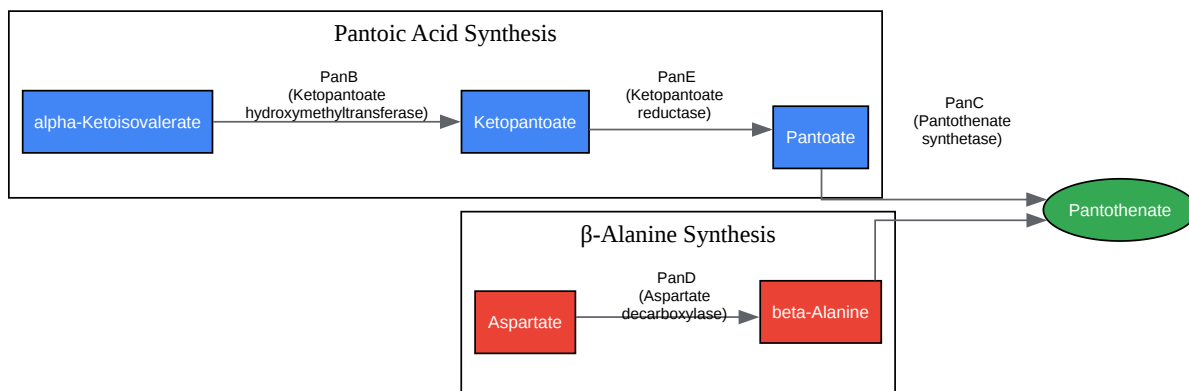 Pantoic Acid Synthesis
PanB
(Ketopantoate
hydroxymethyltransferase)
PanE
(Ketopantoate
reductase)
PanC
(Pantothenate
synthetase)
alpha-Ketoisovalerate
Ketopantoate
Pantoate
Pantothenate
β-Alanine Synthesis
PanD
(Aspartate
decarboxylase)
Aspartate
beta-Alanine